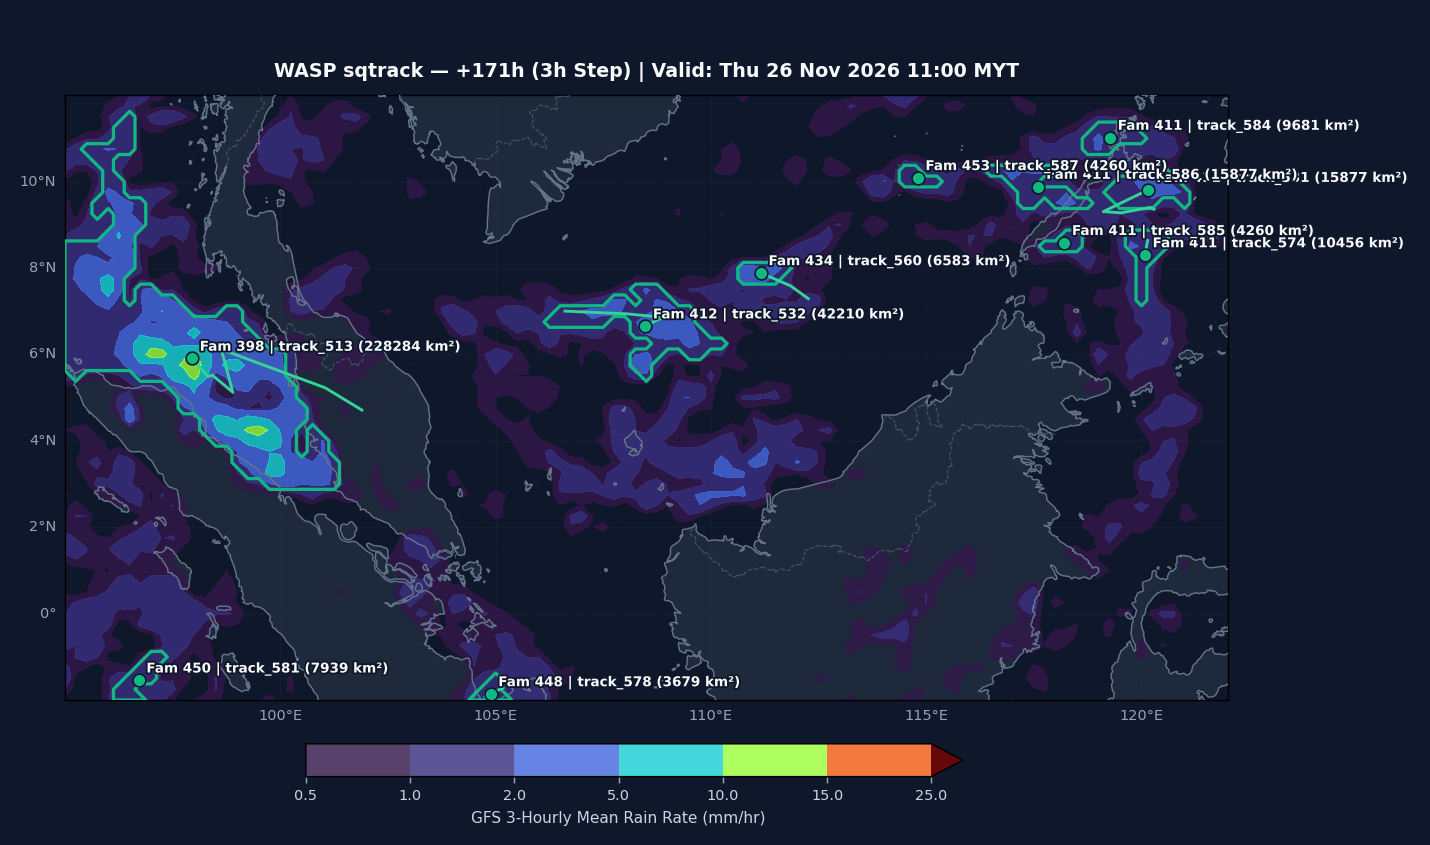 WASP sqtrack — +171h (3h Step) | Valid: Thu 26 Nov 2026 11:00 MYT
Fam 411 | track_584 (9681 km²)
Fam 453 | track_587 (4260 km²)
Fam 411 | track_586 (15877 km²)
(15877 km²)
Fam 411 | track_585 (4260 km²)
Fam 411 | track_574 (10456 km²)
Fam 434 | track_560 (6583 km²)
Fam 412 | track_532 (42210 km²)
Fam 398 | track_513 (228284 km²)
Fam 450 | track_581 (7939 km²)
Fam 448 | track_578 (3679 km²)
10°N
8°N
6°N
4°N
2°N
0°
100°E 105°E 110°E 115°E 120°E
0.5 1.0 2.0 5.0 10.0 15.0 25.0
GFS 3-Hourly Mean Rain Rate (mm/hr)